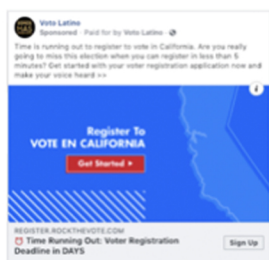 Voto Latino
Sponsored · Paid for by Voto Latino ·
Time is running out to register to vote in California. Are you really
going to miss this election when you can register in less than 5
minutes? Get started with your voter registration application now and
make your voice heard >>
Register To
VOTE EN CALIFORNIA
Get Started
REGISTER.ROCKTHEVOTE.COM
Time Running Out: Voter Registration
Deadline in DAYS
Sign Up